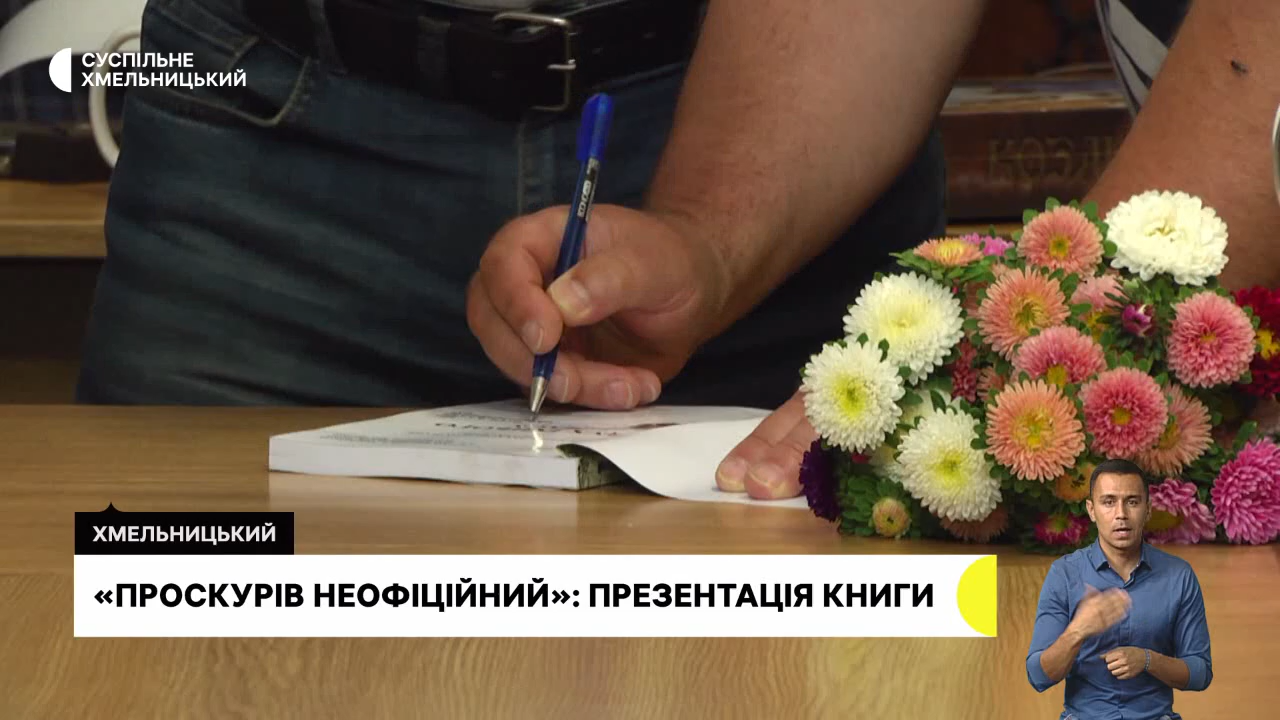 СУСПІЛЬНЕ
ХМЕЛЬНИЦЬКИЙ
ХМЕЛЬНИЦЬКИЙ
«ПРОСКУРІВ НЕОФІЦІЙНИЙ»: ПРЕЗЕНТАЦІЯ КНИГИ